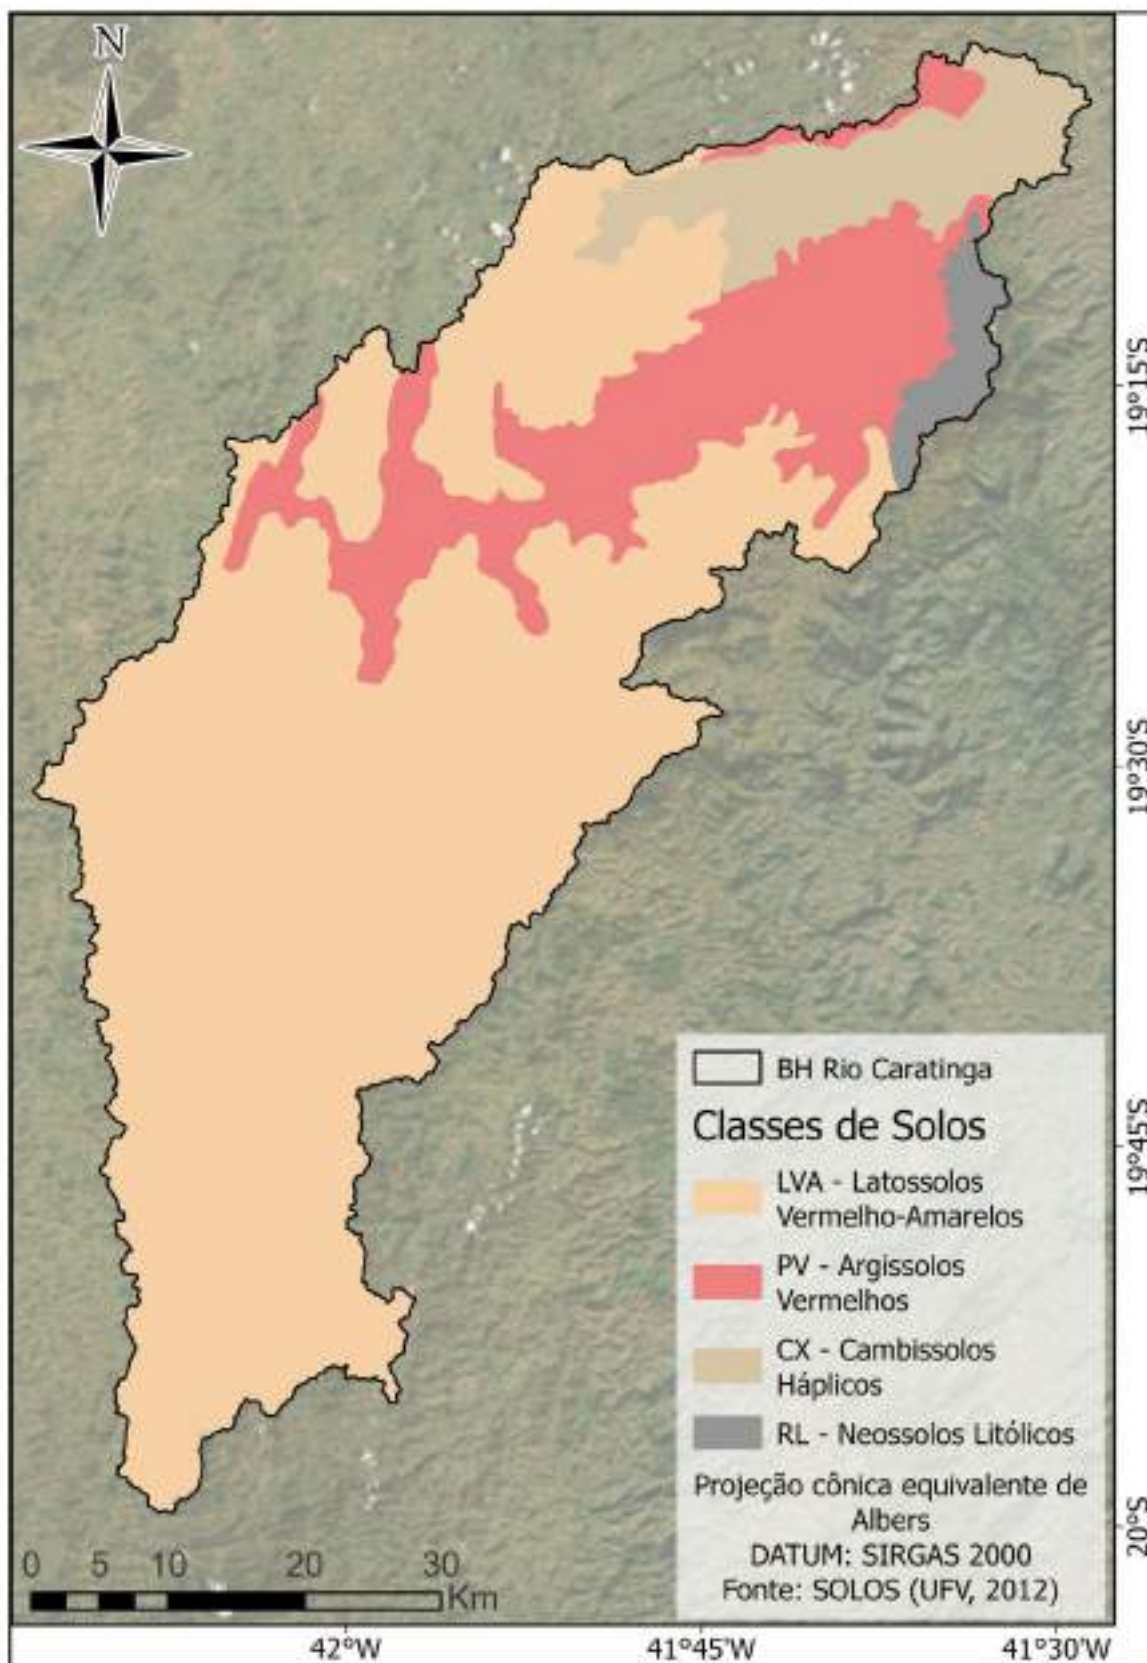 N
19°15'S
19°30'S
19°45'S
20°S
BH Rio Caratinga
Classes de Solos
LVA - Latossolos
Vermelho-Amarelos
PV - Argissolos
Vermelhos
CX - Cambissolos
Háplicos
RL - Neossolos Litólicos
Projeção cônica equivalente de
Albers
DATUM: SIRGAS 2000
Fonte: SOLOS (UFV, 2012)
0 5 10 20 30
Km
42°W 41°45'W 41°30'W